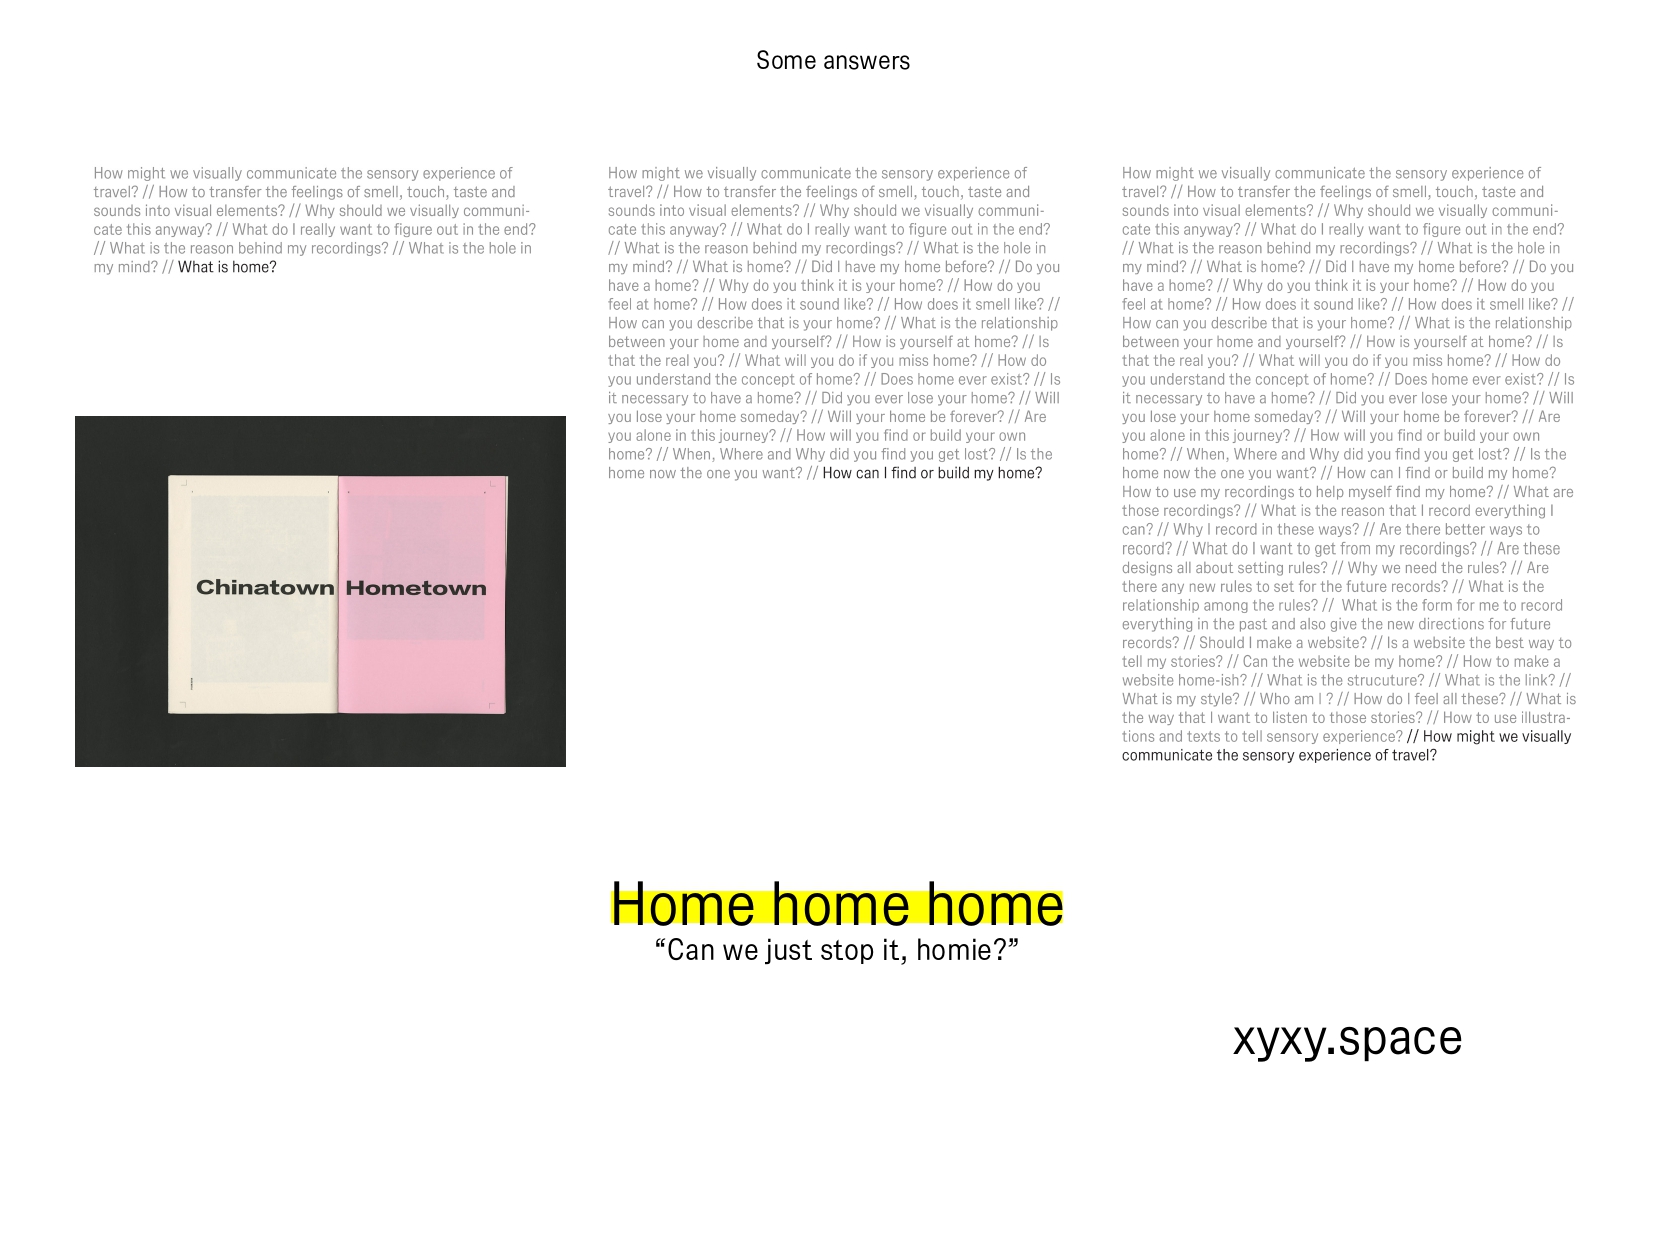 Some answers
How might we visually communicate the sensory experience of
travel? // How to transfer the feelings of smell, touch, taste and
sounds into visual elements? // Why should we visually communi-
cate this anyway? // What do I really want to figure out in the end?
// What is the reason behind my recordings? // What is the hole in
my mind? // What is home?
Chinatown Hometown
How might we visually communicate the sensory experience of
travel? // How to transfer the feelings of smell, touch, taste and
sounds into visual elements? // Why should we visually communi-
cate this anyway? // What do I really want to figure out in the end?
// What is the reason behind my recordings? // What is the hole in
my mind? // What is home? // Did I have my home before? // Do you
have a home? // Why do you think it is your home? // How do you
feel at home? // How does it sound like? // How does it smell like? //
How can you describe that is your home? // What is the relationship
between your home and yourself? // How is yourself at home? // Is
that the real you? // What will you do if you miss home? // How do
you understand the concept of home? // Does home ever exist? // Is
it necessary to have a home? // Did you ever lose your home? // Will
you lose your home someday? // Will your home be forever? // Are
you alone in this journey? // How will you find or build your own
home? // When, Where and Why did you find you get lost? // Is the
home now the one you want? // How can I find or build my home?
How might we visually communicate the sensory experience of
travel? // How to transfer the feelings of smell, touch, taste and
sounds into visual elements? // Why should we visually communi-
cate this anyway? // What do I really want to figure out in the end?
// What is the reason behind my recordings? // What is the hole in
my mind? // What is home? // Did I have my home before? // Do you
have a home? // Why do you think it is your home? // How do you
feel at home? // How does it sound like? // How does it smell like? //
How can you describe that is your home? // What is the relationship
between your home and yourself? // How is yourself at home? // Is
that the real you? // What will you do if you miss home? // How do
you understand the concept of home? // Does home ever exist? // Is
it necessary to have a home? // Did you ever lose your home? // Will
you lose your home someday? // Will your home be forever? // Are
you alone in this journey? // How will you find or build your own
home? // When, Where and Why did you find you get lost? // Is the
home now the one you want? // How can I find or build my home?
How to use my recordings to help myself find my home? // What are
those recordings? // What is the reason that I record everything I
can? // Why I record in these ways? // Are there better ways to
record? // What do I want to get from my recordings? // Are these
designs all about setting rules? // Why we need the rules? // Are
there any new rules to set for the future records? // What is the
relationship among the rules? // What is the form for me to record
everything in the past and also give the new directions for future
records? // Should I make a website? // Is a website the best way to
tell my stories? // Can the website be my home? // How to make a
website home-ish? // What is the strucuture? // What is the link? //
What is my style? // Who am I ? // How do I feel all these? // What is
the way that I want to listen to those stories? // How to use illustra-
tions and texts to tell sensory experience? // How might we visually
communicate the sensory experience of travel?
Home home home
“Can we just stop it, homie?”
xyxy.space